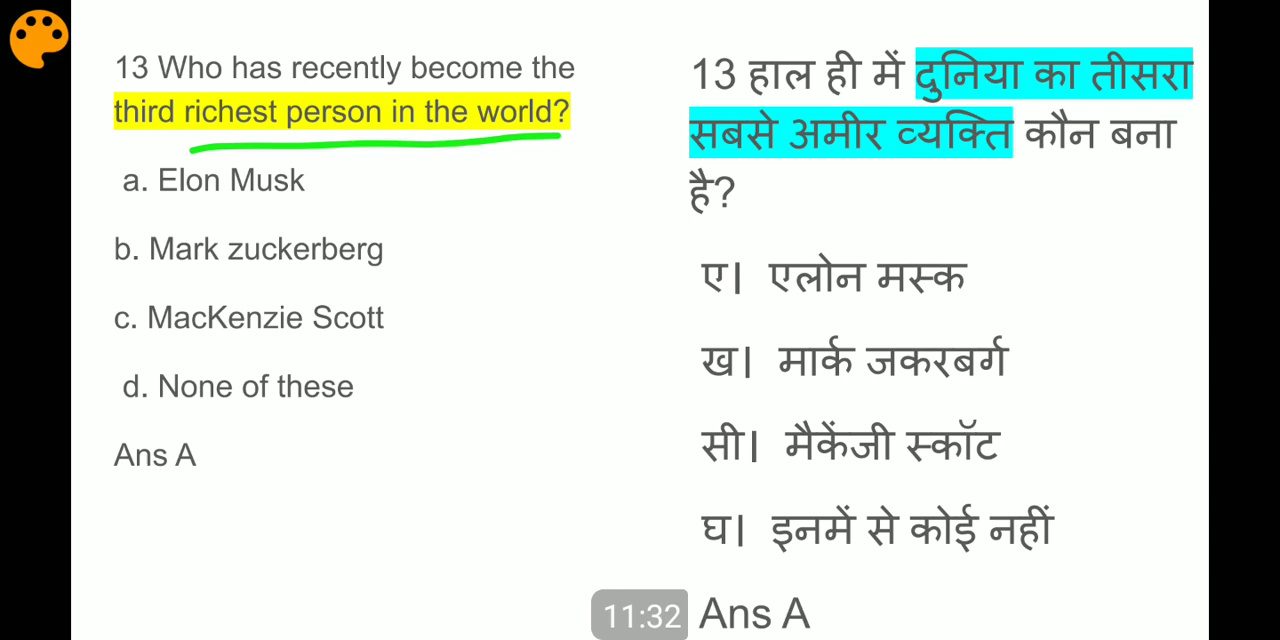 13 Who has recently become the
third richest person in the world?
a. Elon Musk
b. Mark zuckerberg
c. MacKenzie Scott
d. None of these
Ans A
13 हाल ही में दुनिया का तीसरा
सबसे अमीर व्यक्ति कौन बना
है?
ए। एलोन मस्क
ख। मार्क जकरबर्ग
सी। मैकेंजी स्कॉट
घ। इनमें से कोई नहीं
Ans A
11:32